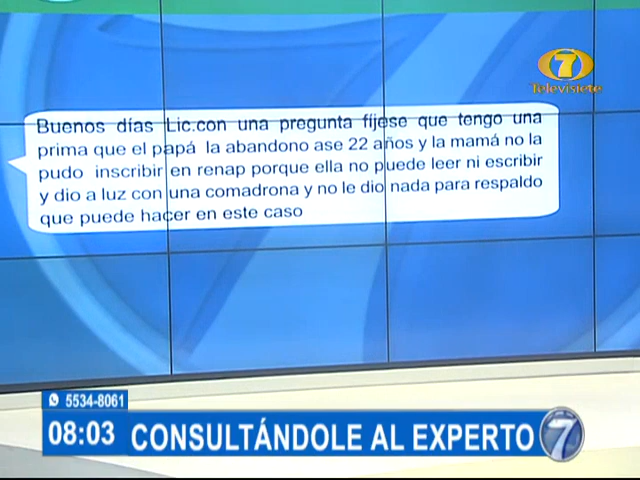 7
Televisiete
Buenos días Lic.con una pregunta fíjese que tengo una
prima que el papá la abandono ase 22 años y la mamá no la
pudo inscribir en renap porque ella no puede leer ni escribir
y dio a luz con una comadrona y no le dio nada para respaldo
que puede hacer en este caso
5534-8061
08:03 CONSULTÁNDOLE AL EXPERTO 7